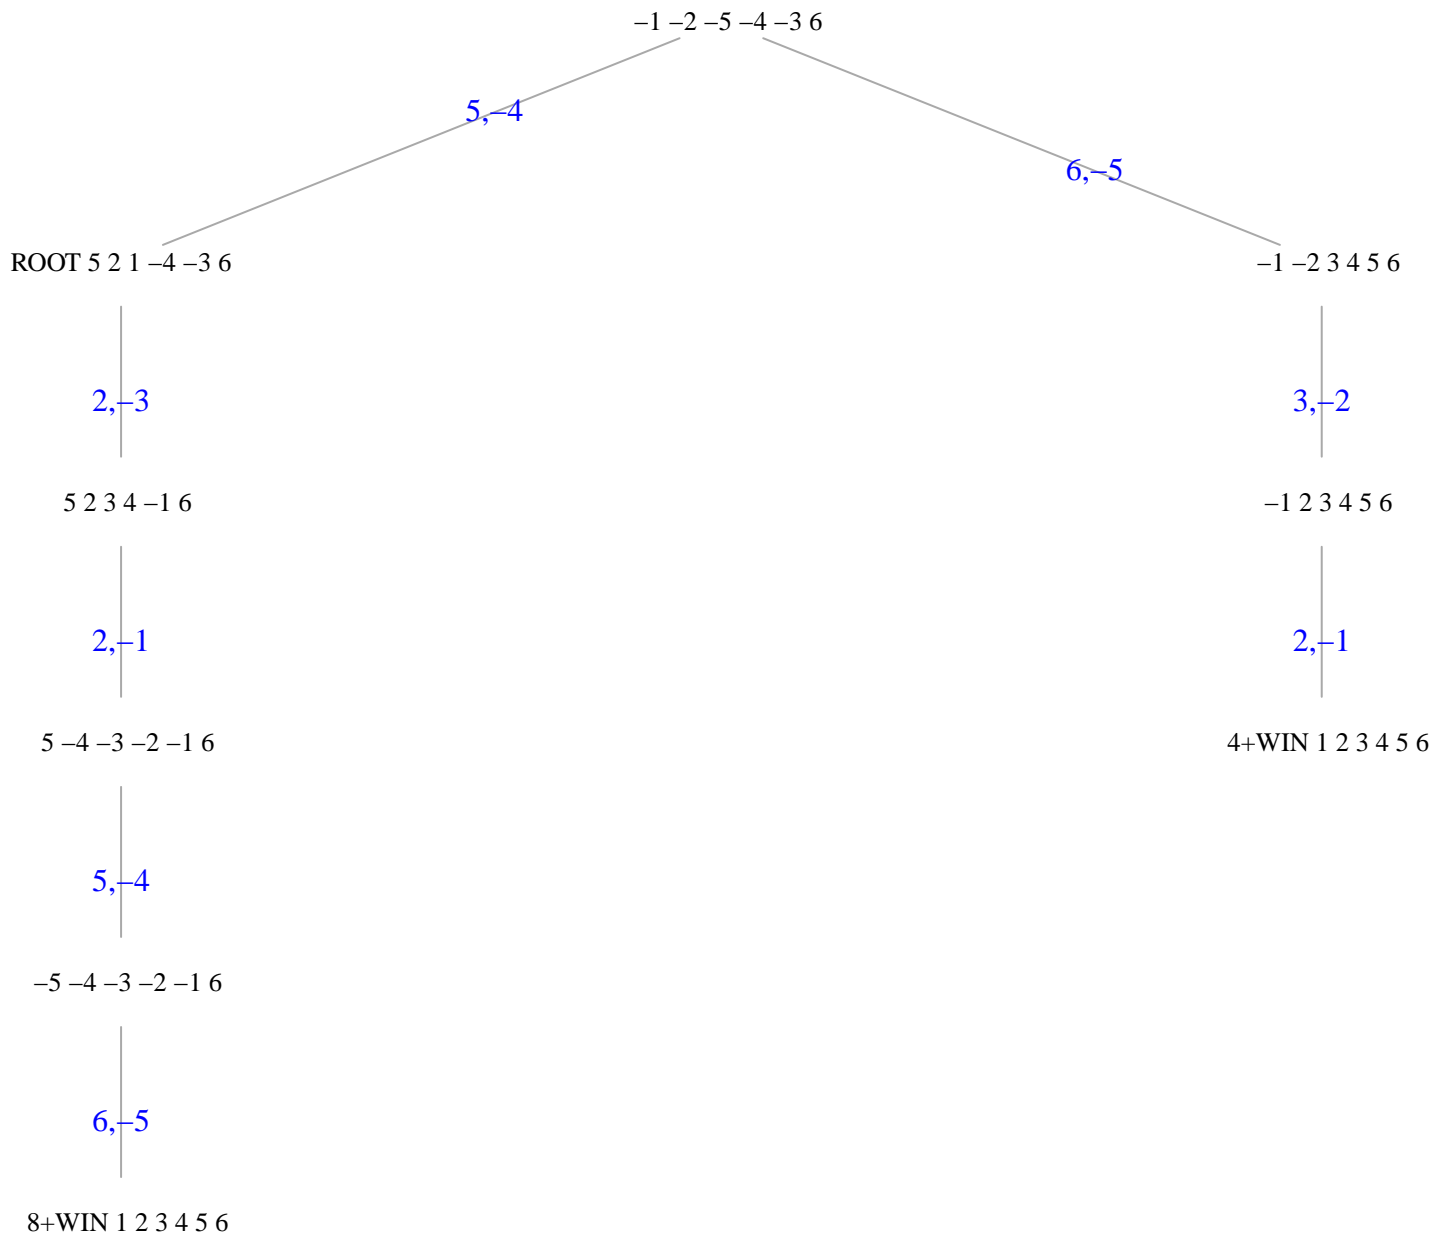 –1 –2 –5 –4 –3 6
5,–4
6,–5
ROOT 5 2 1 –4 –3 6
–1 –2 3 4 5 6
2,–3
3,–2
5 2 3 4 –1 6
–1 2 3 4 5 6
2,–1
2,–1
5 –4 –3 –2 –1 6
4+WIN 1 2 3 4 5 6
5,–4
–5 –4 –3 –2 –1 6
6,–5
8+WIN 1 2 3 4 5 6